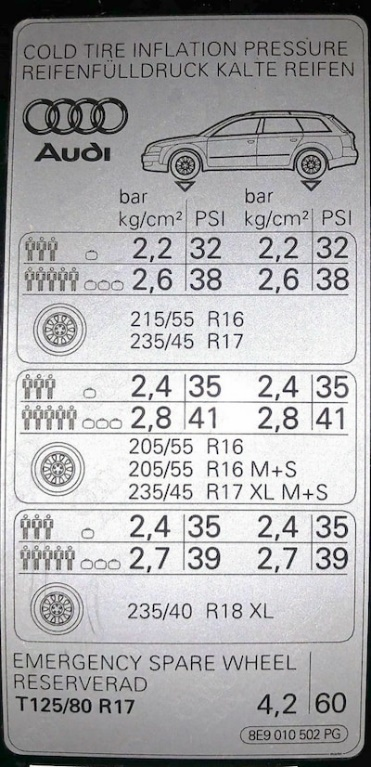 COLD TIRE INFLATION PRESSURE
REIFENFÜLLDRUCK KALTE REIFEN
Audi
bar bar
kg/cm² PSI kg/cm² PSI
2,2 32 2,2 32
2,6 38 2,6 38
215/55 R16
235/45 R17
2,4 35 2,4 35
2,8 41 2,8 41
205/55 R16
205/55 R16 M+S
235/45 R17 XL M+S
2,4 35 2,4 35
2,7 39 2,7 39
235/40 R18 XL
EMERGENCY SPARE WHEEL
RESERVERAD
T125/80 R17 4,2 60
8E9 010 502 PG